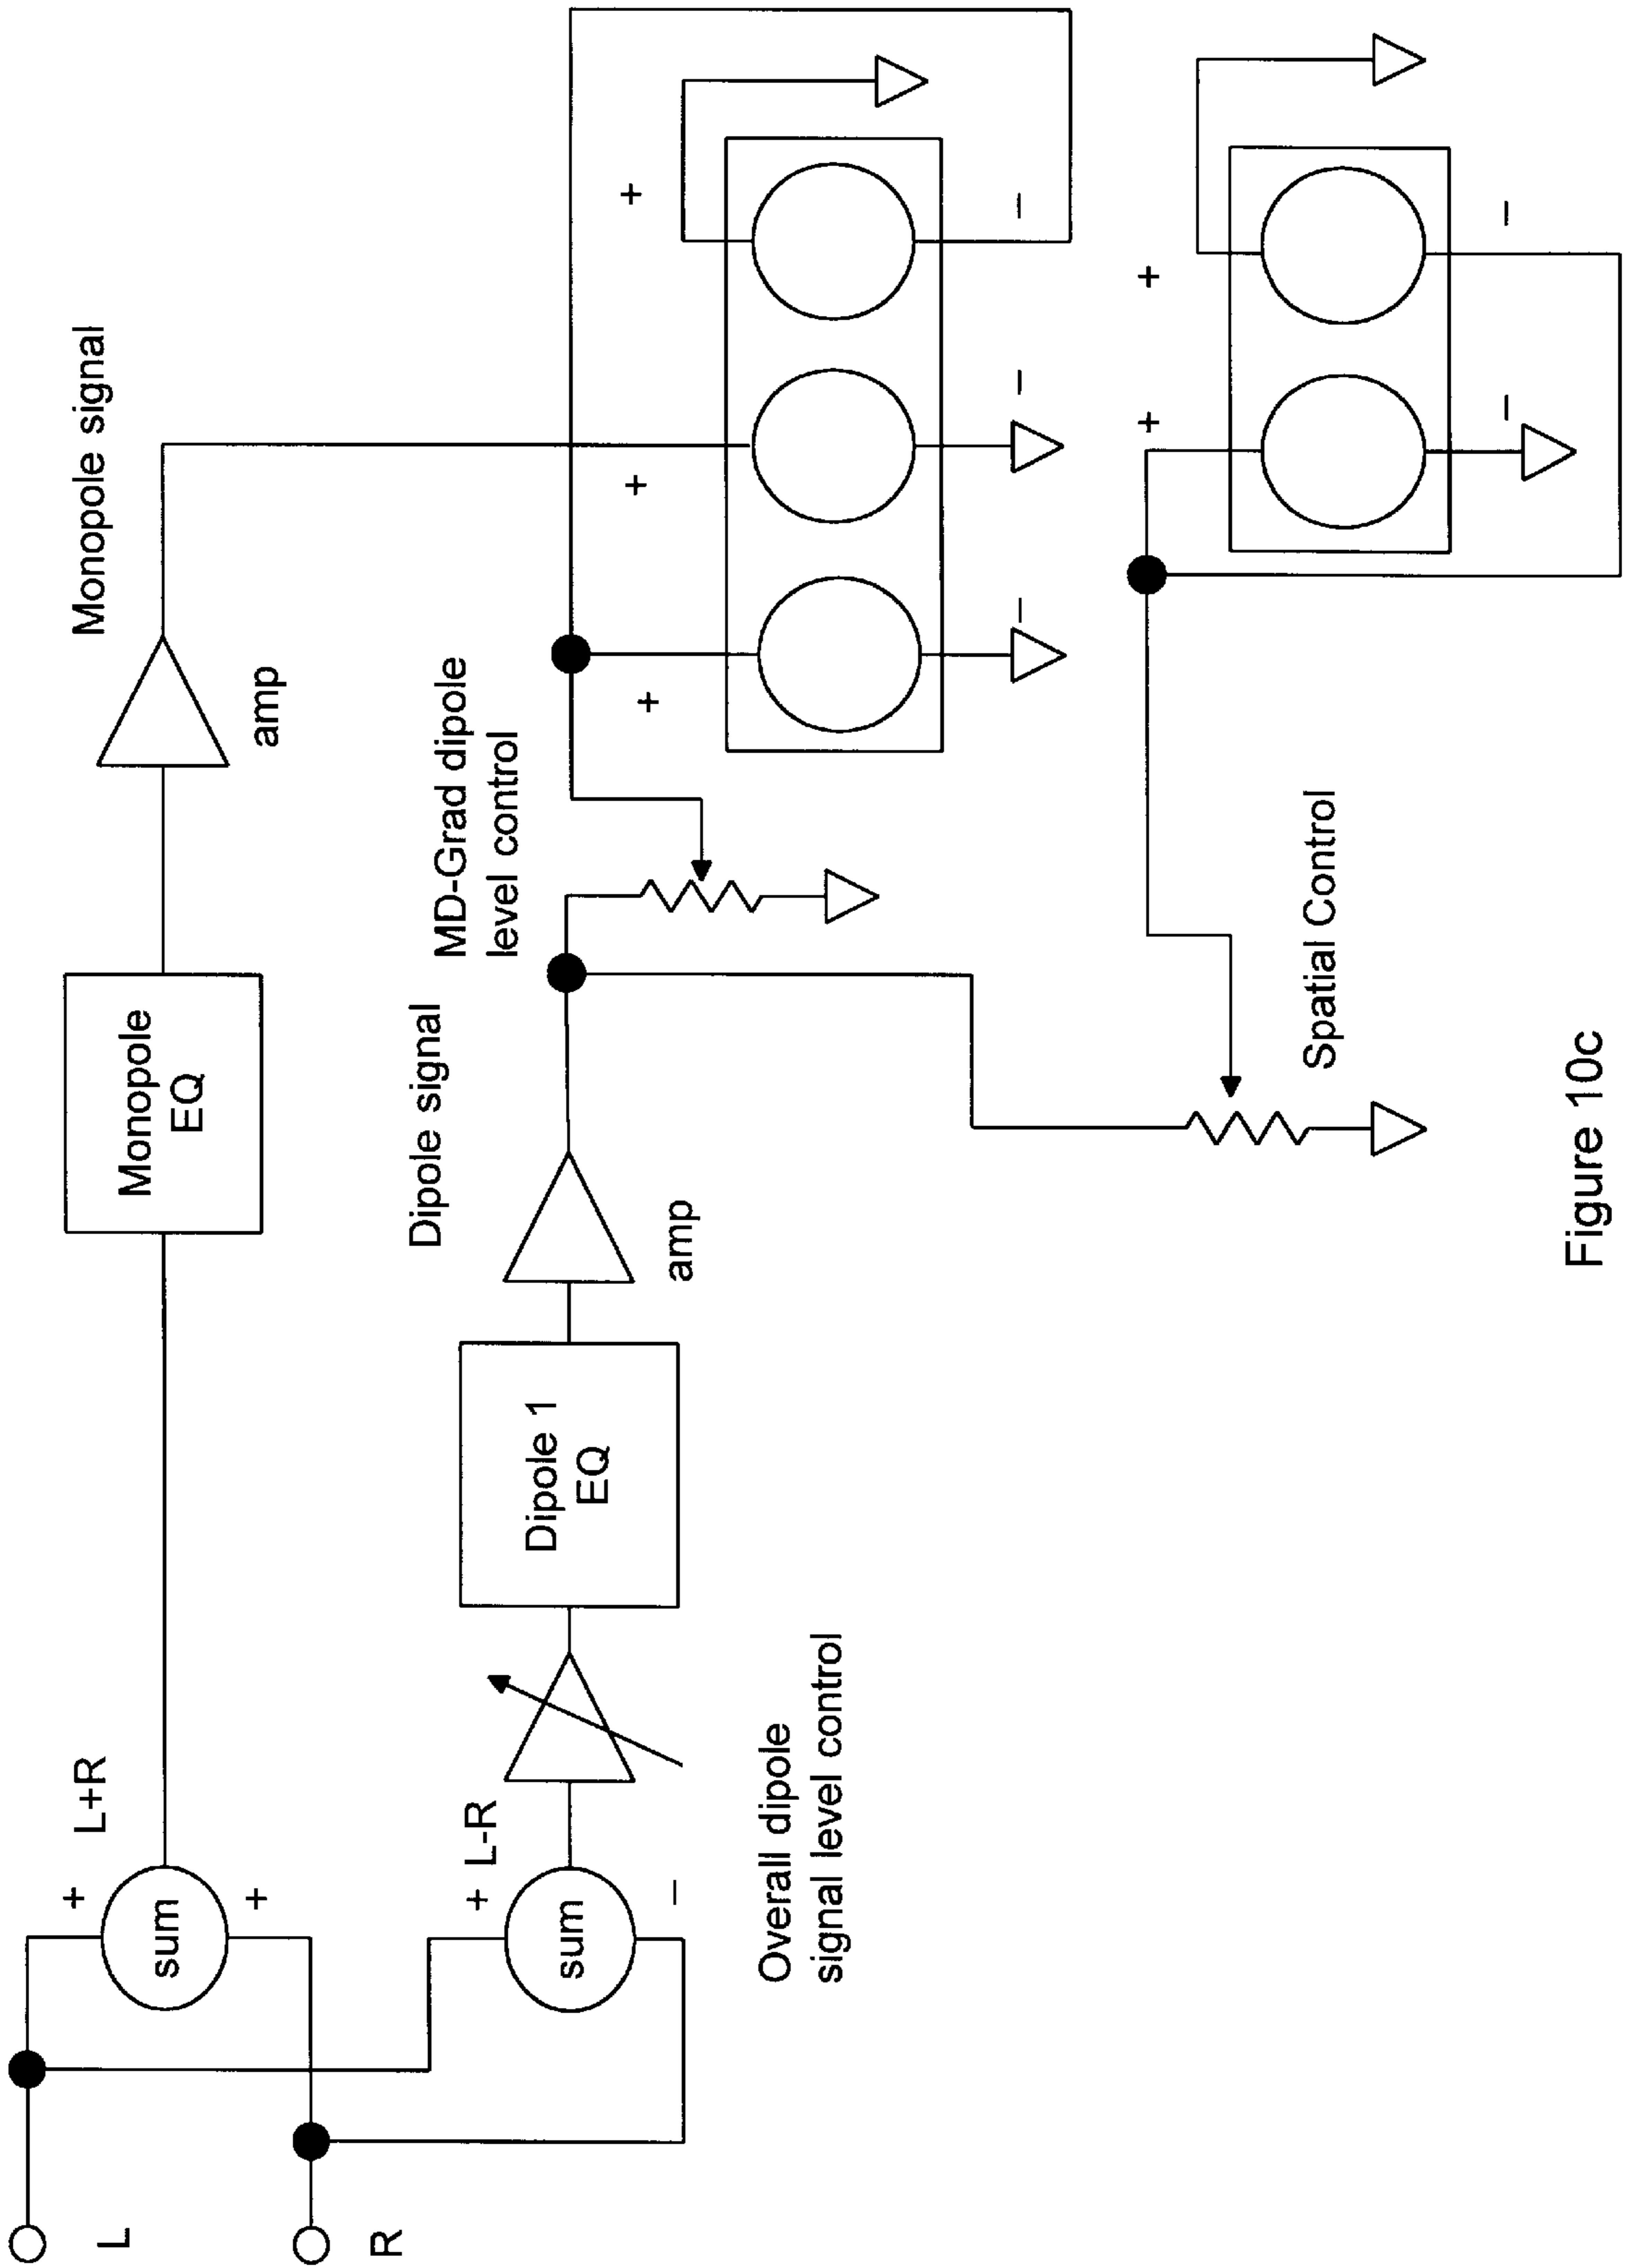 L
R
+
sum
+
L+R
+
sum
−
L-R
Overall dipole
signal level control
Monopole
EQ
Dipole 1
EQ
amp
Monopole signal
amp
Dipole signal
MD-Grad dipole
level control
Spatial Control
+
+
+
−
−
−
+
+
−
−
Figure 10c